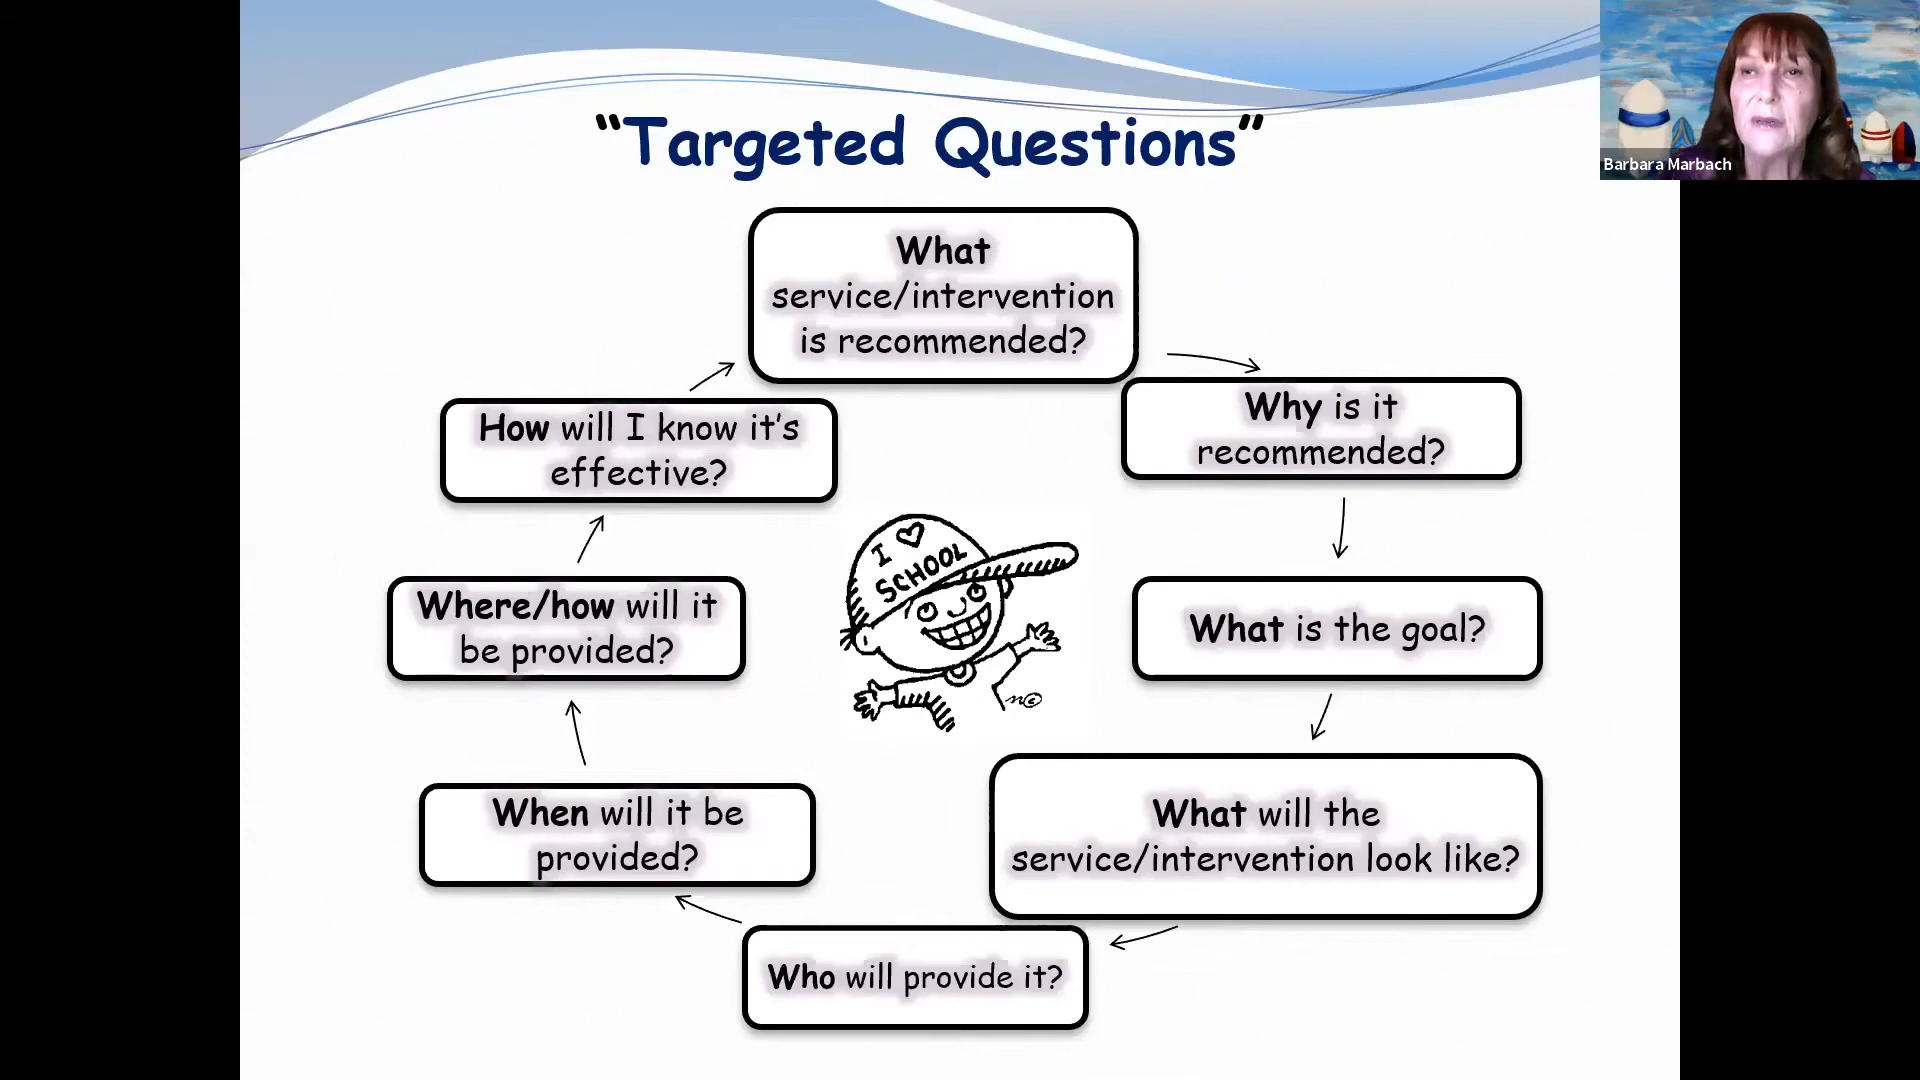 “Targeted Questions”
Barbara Marbach
What
service/intervention
is recommended?
Why is it
recommended?
What is the goal?
What will the
service/intervention look like?
Who will provide it?
When will it be
provided?
Where/how will it
be provided?
How will I know it's
effective?
I
SCHOOL